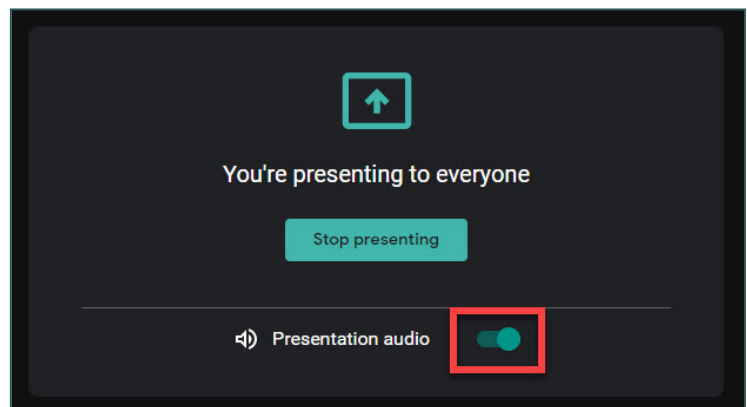 You're presenting to everyone
Stop presenting
Presentation audio